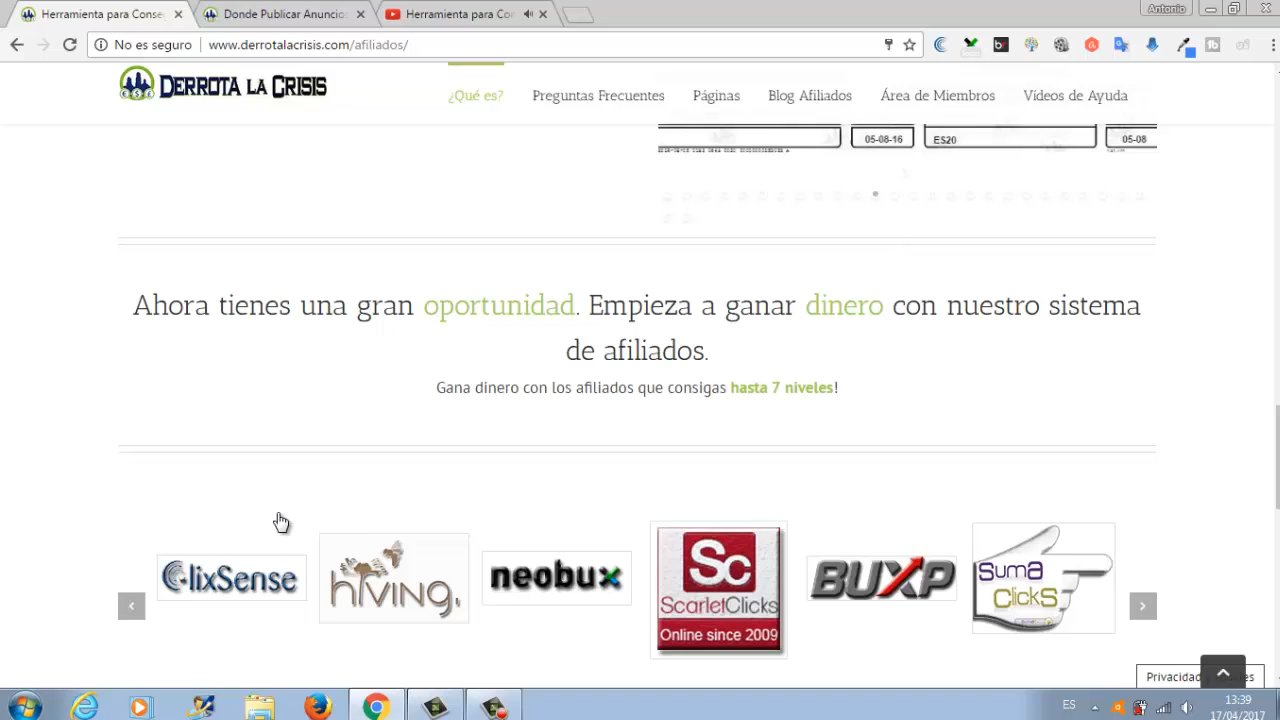 Herramienta para Conse
Donde Publicar Anuncios
Herramienta para Co
Antonio
No es seguro
www.derrotalacrisis.com/afiliados/
DERROTA LA CRISIS
ESE
¿Qué es?
Preguntas Frecuentes
Páginas
Blog Afiliados
Área de Miembros
Vídeos de Ayuda
05-08-16
ES20
05-08
Ahora tienes una gran oportunidad. Empieza a ganar dinero con nuestro sistema
de afiliados.
Gana dinero con los afiliados que consigas hasta 7 niveles!
ClixSense
hiving.
neobux
Sc
ScarletClicks
Online since 2009
BUXP
Suma
Clicks
ES
13:39
17/04/2017